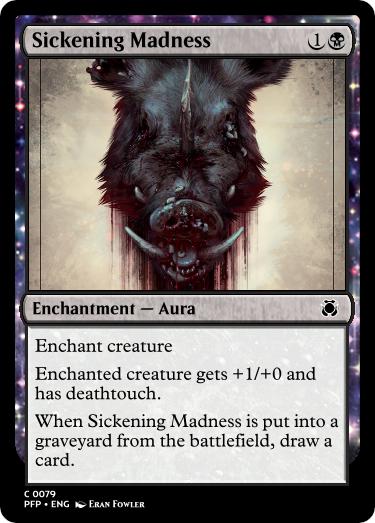 Sickening Madness 1
Enchantment — Aura
Enchant creature
Enchanted creature gets +1/+0 and
has deathtouch.
When Sickening Madness is put into a
graveyard from the battlefield, draw a
card.
C 0079
PFP • ENG ERAN FOWLER